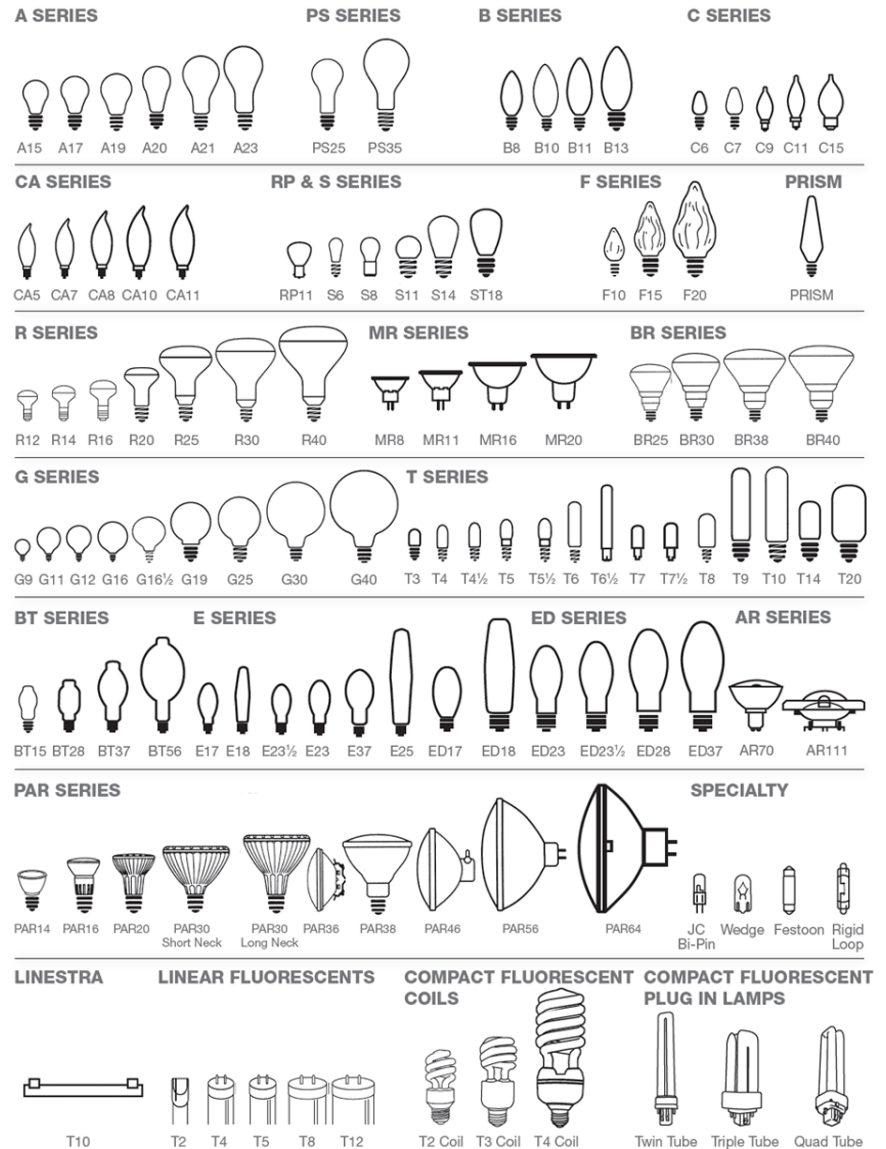 A SERIES PS SERIES B SERIES C SERIES
A15 A17 A19 A20 A21 A23 PS25 PS35 B8 B10 B11 B13 C6 C7 C9 C11 C15
CA SERIES RP & S SERIES F SERIES PRISM
CA5 CA7 CA8 CA10 CA11 RP11 S6 S8 S11 S14 ST18 F10 F15 F20 PRISM
R SERIES MR SERIES BR SERIES
R12 R14 R16 R20 R25 R30 R40 MR8 MR11 MR16 MR20 BR25 BR30 BR38 BR40
G SERIES T SERIES
G9 G11 G12 G16 G16½ G19 G25 G30 G40 T3 T4 T4½ T5 T5½ T6 T6½ T7 T7½ T8 T9 T10 T14 T20
BT SERIES E SERIES ED SERIES AR SERIES
BT15 BT28 BT37 BT56 E17 E18 E23½ E23 E37 E25 ED17 ED18 ED23 ED23½ ED28 ED37 AR70 AR111
PAR SERIES SPECIALTY
PAR14 PAR16 PAR20 PAR30 Short Neck PAR30 Long Neck PAR36 PAR38 PAR46 PAR56 PAR64 JC Bi-Pin Wedge Festoon Rigid Loop
LINESTRA LINEAR FLUORESCENTS COMPACT FLUORESCENT COILS COMPACT FLUORESCENT PLUG IN LAMPS
T10 T2 T4 T5 T8 T12 T2 Coil T3 Coil T4 Coil Twin Tube Triple Tube Quad Tube